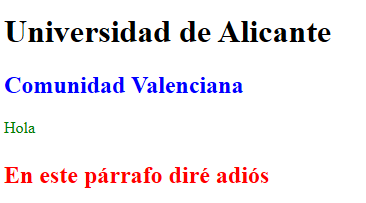 Universidad de Alicante
Comunidad Valenciana
Hola
En este párrafo diré adiós